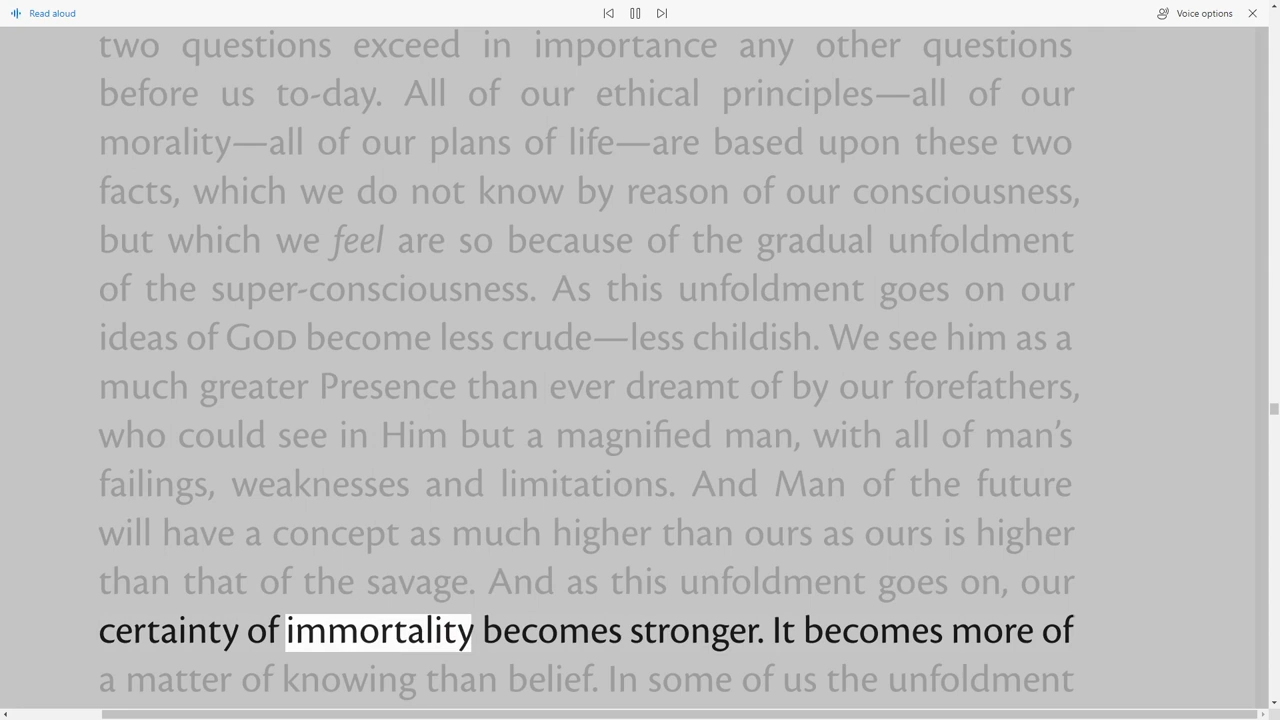 Read aloud
Voice options
two questions exceed in importance any other questions
before us to-day. All of our ethical principles—all of our
morality—all of our plans of life—are based upon these two
facts, which we do not know by reason of our consciousness,
but which we feel are so because of the gradual unfoldment
of the super-consciousness. As this unfoldment goes on our
ideas of GOD become less crude—less childish. We see him as a
much greater Presence than ever dreamt of by our forefathers,
who could see in Him but a magnified man, with all of man’s
failings, weaknesses and limitations. And Man of the future
will have a concept as much higher than ours as ours is higher
than that of the savage. And as this unfoldment goes on, our
certainty of immortality becomes stronger. It becomes more of
a matter of knowing than belief. In some of us the unfoldment